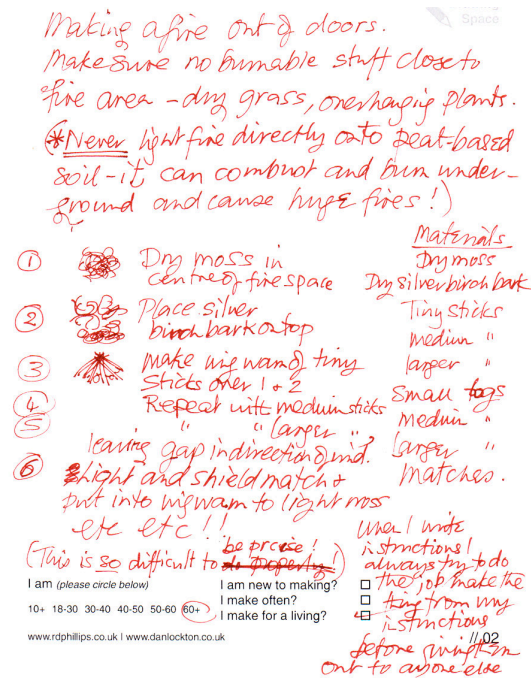 Space
Making a fire out of doors.
Make sure no burnable stuff close to
fire area - dry grass, overhanging plants.
(*Never light fire directly onto peat-based
soil - it can combust and burn under-
ground and cause huge fires!)
Materials
① Dry moss in
centre of fire space
Dry moss
Dry silver birch bark
② Place silver
birch bark on top
Tiny sticks
medium "
③ Make wigwam of tiny
sticks over 1 + 2
larger "
④ Repeat with medium sticks
⑤ " " larger "
leaving gap in direction of wind.
Small logs
Medium "
larger "
matches.
⑥ Light and shield match +
put into wigwam to light moss
etc etc!!
(This is so difficult to do properly!)
be precise!
When I write
instructions I
always try to do
the job/make the
thing from my
instructions
before giving them
out to anyone else
I am (please circle below)
10+ 18-30 30-40 40-50 50-60 60+
I am new to making?
I make often?
I make for a living?
www.rdphillips.co.uk | www.danlockton.co.uk
// 02